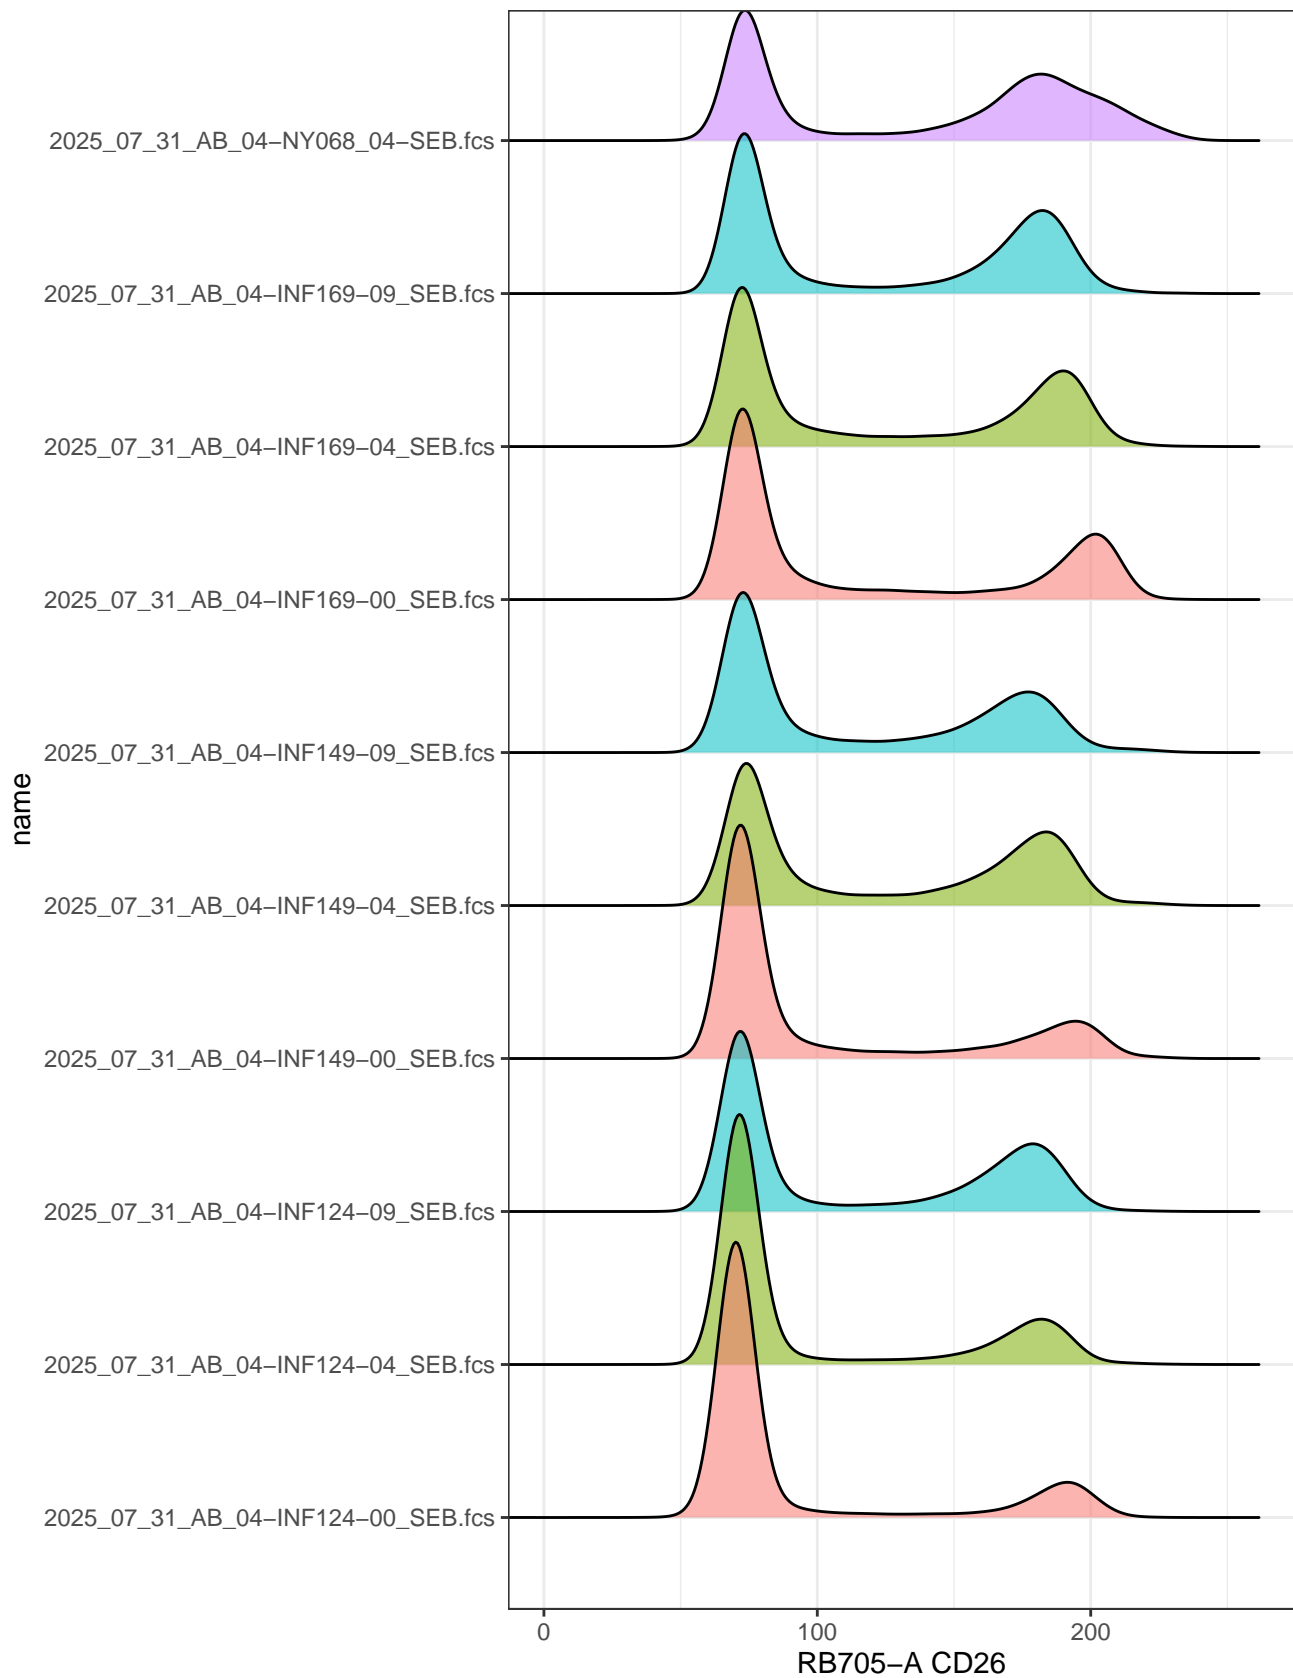 2025_07_31_AB_04−NY068_04−SEB.fcs
2025_07_31_AB_04−INF169−09_SEB.fcs
2025_07_31_AB_04−INF169−04_SEB.fcs
2025_07_31_AB_04−INF169−00_SEB.fcs
2025_07_31_AB_04−INF149−09_SEB.fcs
name
2025_07_31_AB_04−INF149−04_SEB.fcs
2025_07_31_AB_04−INF149−00_SEB.fcs
2025_07_31_AB_04−INF124−09_SEB.fcs
2025_07_31_AB_04−INF124−04_SEB.fcs
2025_07_31_AB_04−INF124−00_SEB.fcs
0 100 200
RB705−A CD26